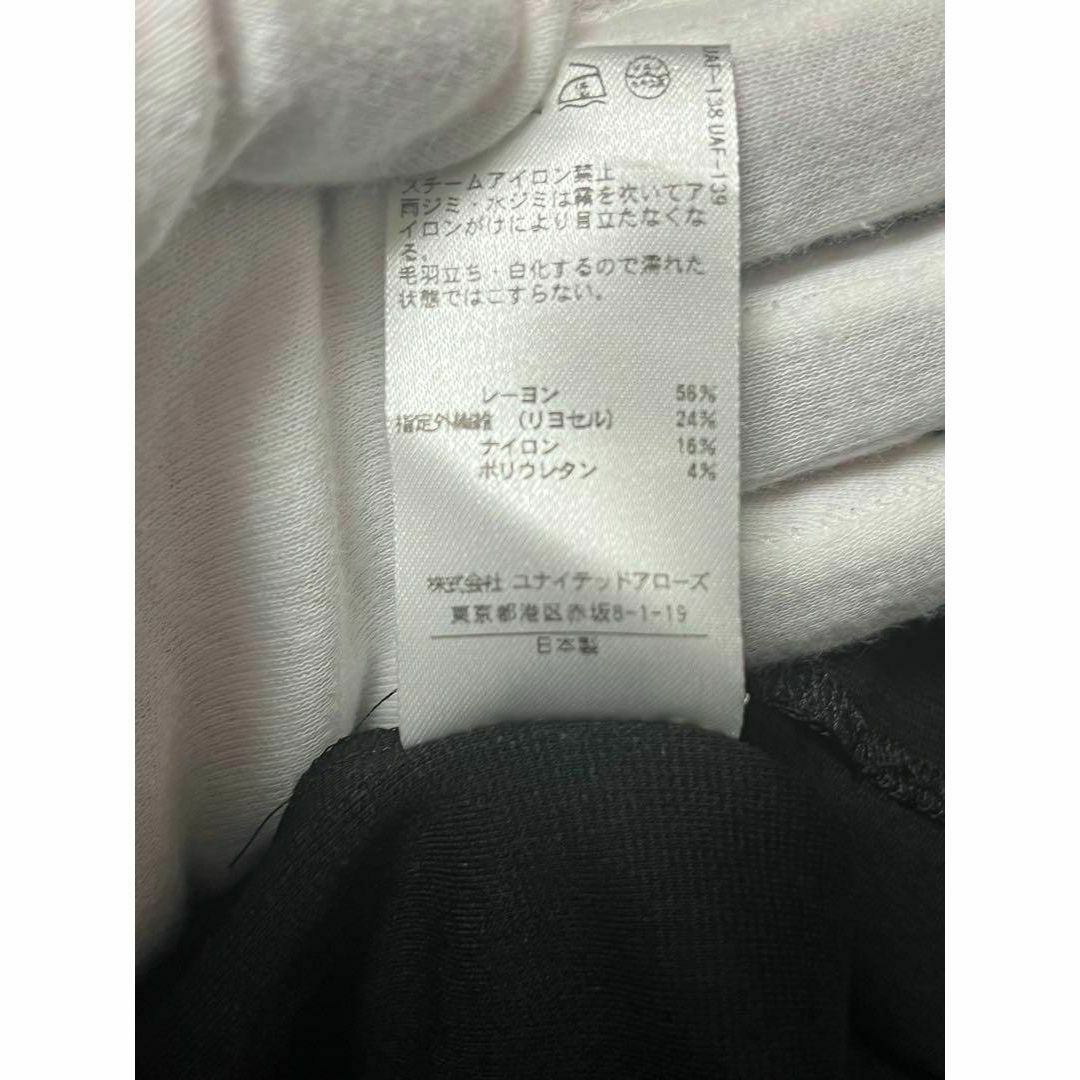 スチームアイロン禁止
雨ジミ・水ジミは霧を吹いてア
イロンがけにより目立たなくな
る。
毛羽立ち・白化するので濡れた
状態ではこすらない。
レーヨン 56%
指定外繊維 (リヨセル) 24%
ナイロン 16%
ポリウレタン 4%
株式会社 ユナイテッドアローズ
東京都港区赤坂8-1-19
日本製
UAF-138 UAF-139